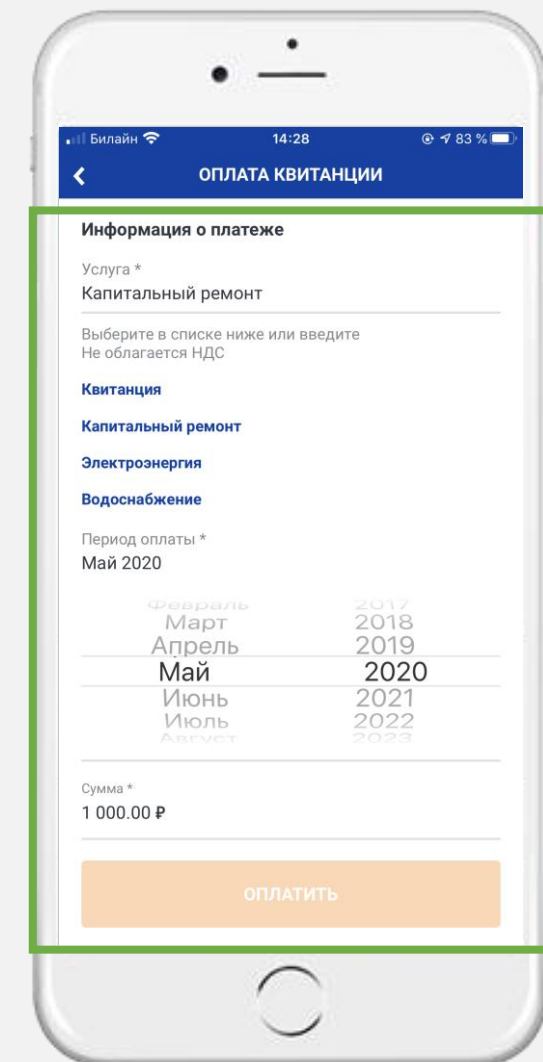 Билайн 14:28 83 %
ОПЛАТА КВИТАНЦИИ
Информация о платеже
Услуга *
Капитальный ремонт
Выберите в списке ниже или введите
Не облагается НДС
Квитанция
Капитальный ремонт
Электроэнергия
Водоснабжение
Период оплаты *
Май 2020
Февраль 2017
Март 2018
Апрель 2019
Май 2020
Июнь 2021
Июль 2022
Август 2023
Сумма *
1 000.00 ₽
ОПЛАТИТЬ